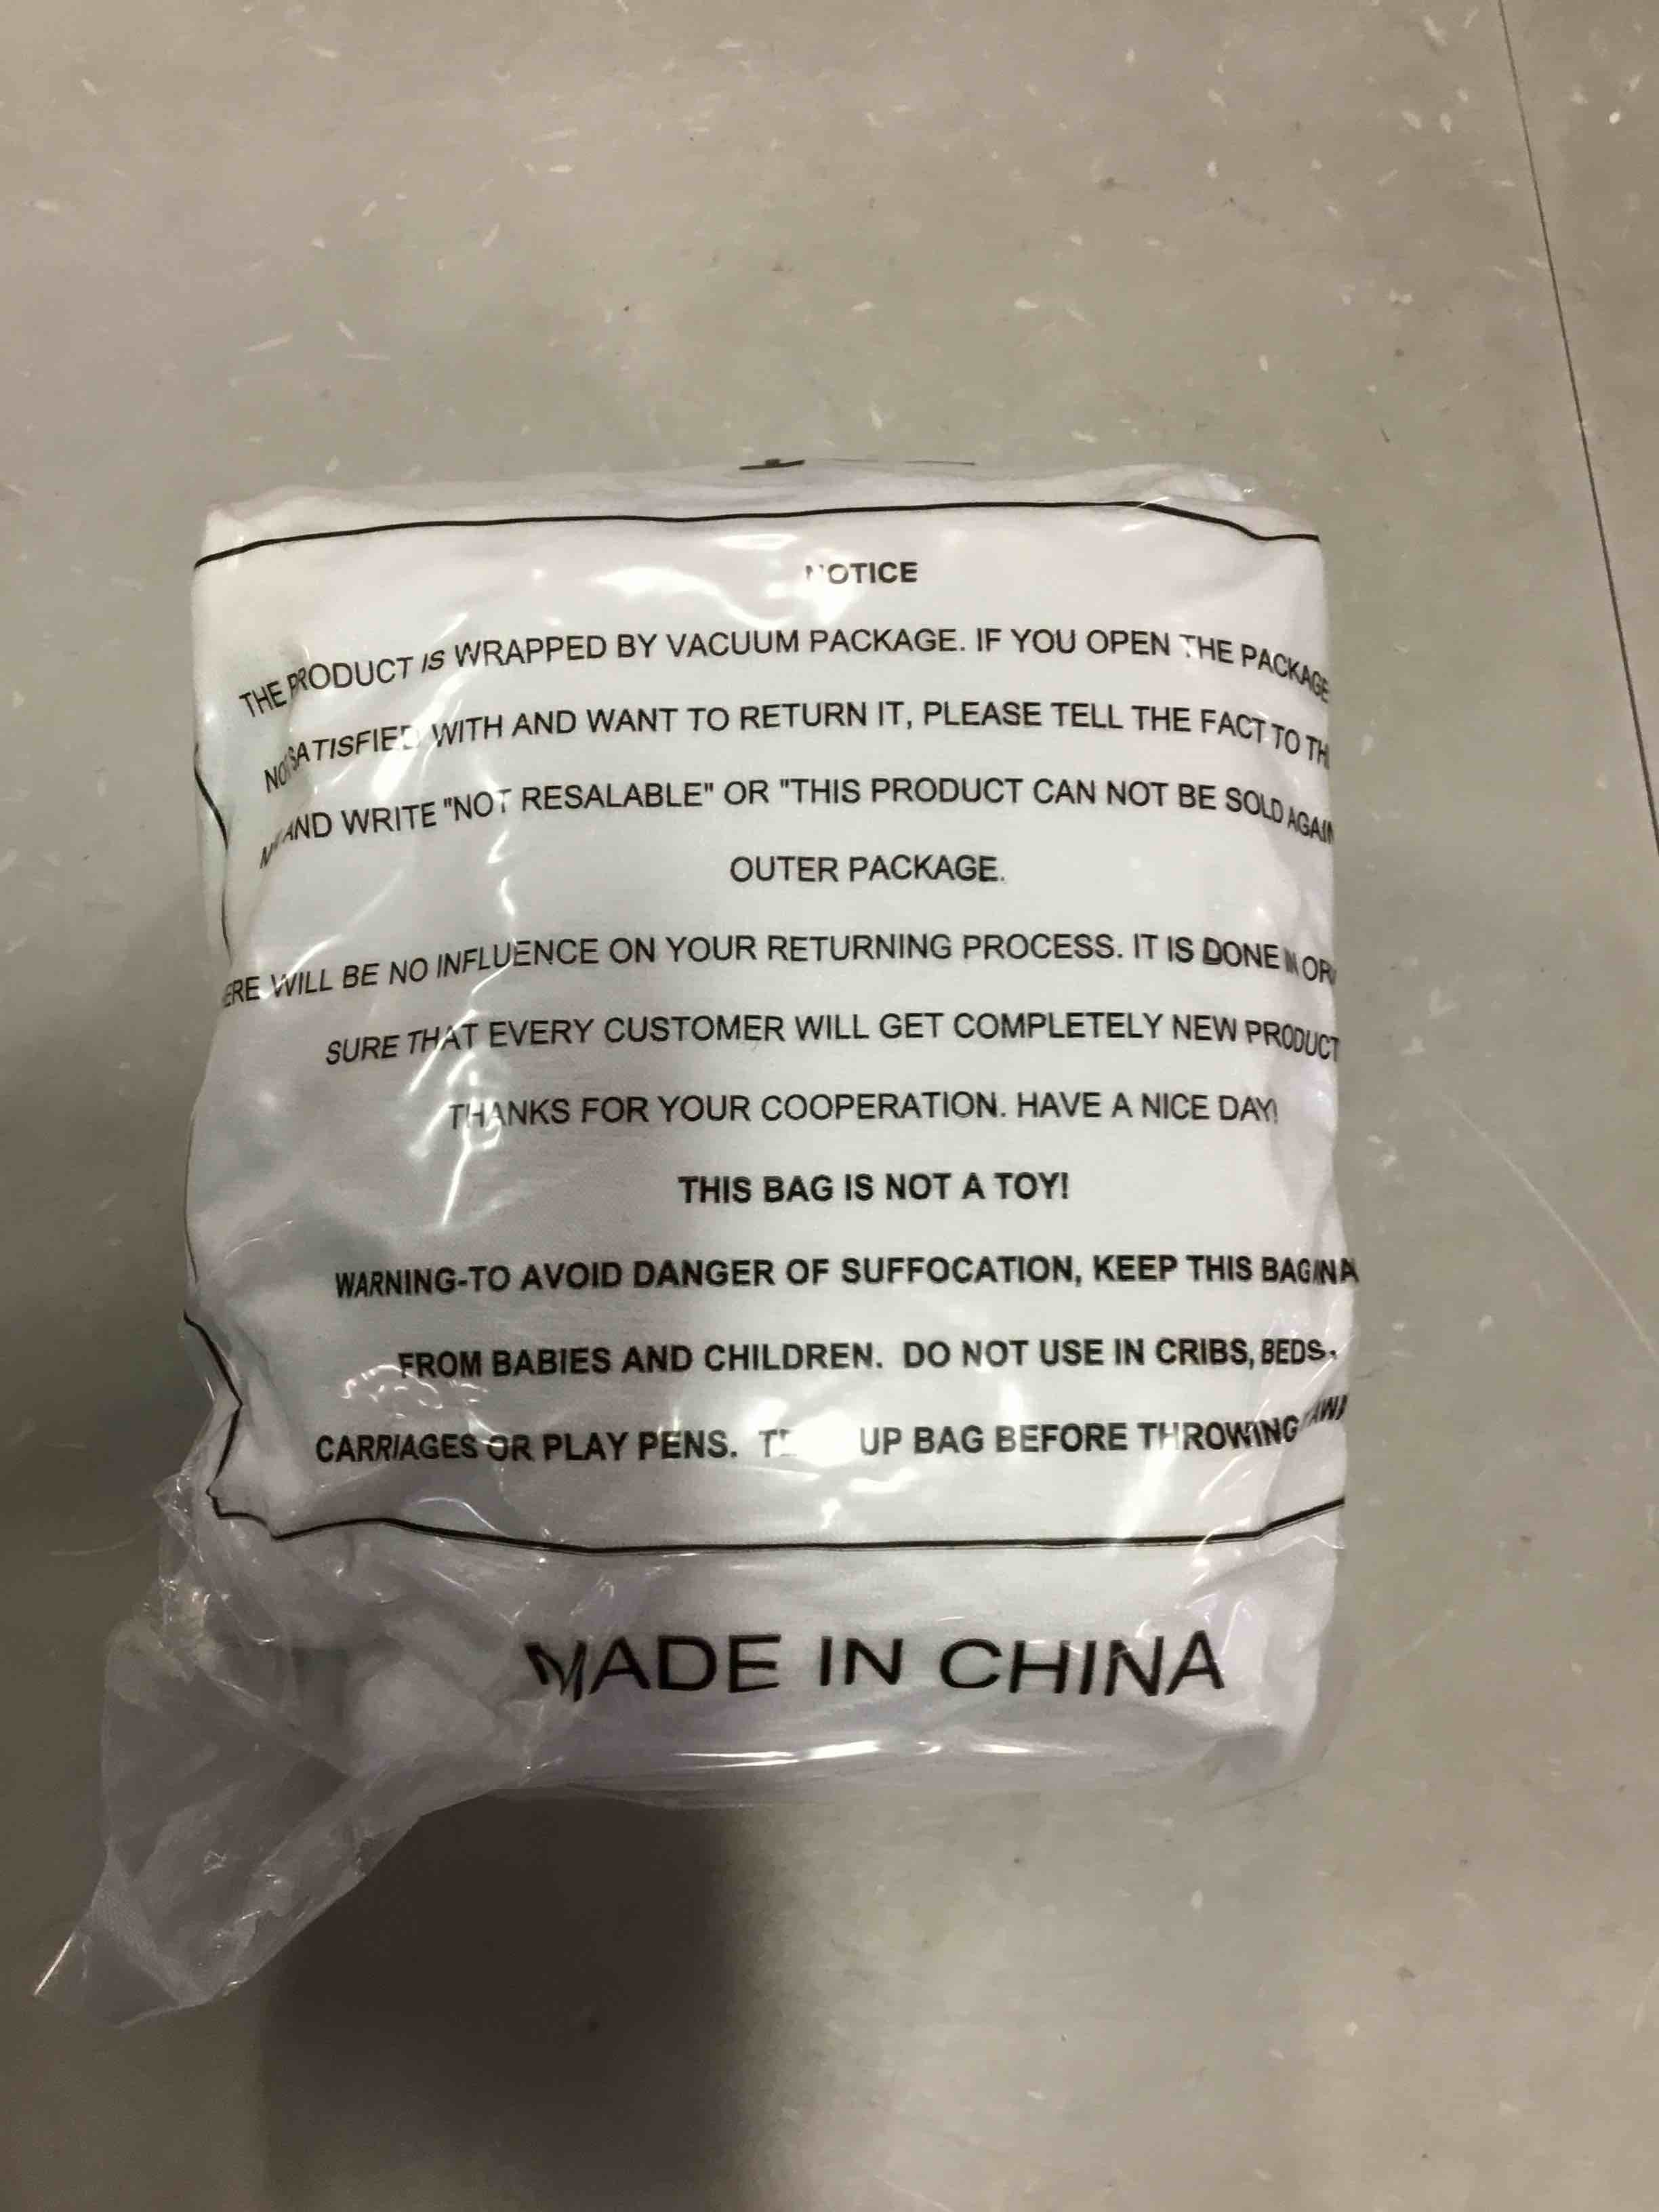 NOTICE
THE PRODUCT IS WRAPPED BY VACUUM PACKAGE. IF YOU OPEN THE PACKAGE
NOT SATISFIED WITH AND WANT TO RETURN IT, PLEASE TELL THE FACT TO
AND WRITE "NOT RESALABLE" OR "THIS PRODUCT CAN NOT BE SOLD AGAIN
OUTER PACKAGE.
WILL BE NO INFLUENCE ON YOUR RETURNING PROCESS. IT IS DONE IN
SURE THAT EVERY CUSTOMER WILL GET COMPLETELY NEW PRODUCT
THANKS FOR YOUR COOPERATION. HAVE A NICE DAY!
THIS BAG IS NOT A TOY!
WARNING-TO AVOID DANGER OF SUFFOCATION, KEEP THIS BAG
FROM BABIES AND CHILDREN. DO NOT USE IN CRIBS, BEDS,
CARRIAGES OR PLAY PENS. UP BAG BEFORE THROWING
MADE IN CHINA